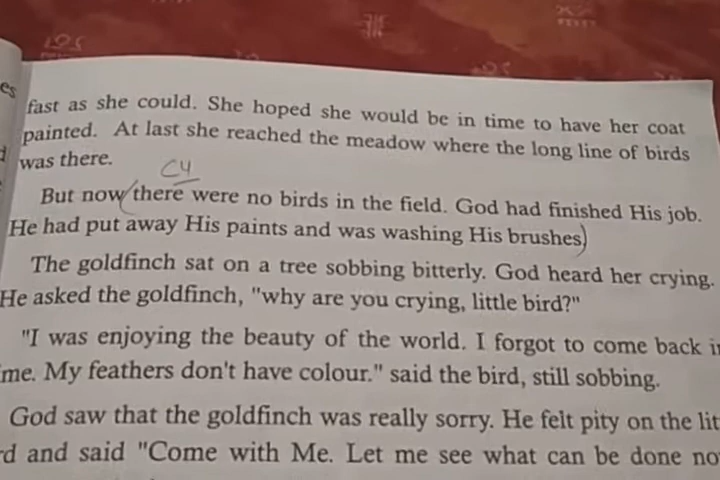 fast as she could. She hoped she would be in time to have her coat
painted. At last she reached the meadow where the long line of birds
was there.
C4
But now (there were no birds in the field. God had finished His job.
He had put away His paints and was washing His brushes)
The goldfinch sat on a tree sobbing bitterly. God heard her crying.
He asked the goldfinch, "why are you crying, little bird?"
"I was enjoying the beauty of the world. I forgot to come back
me. My feathers don't have colour." said the bird, still sobbing.
God saw that the goldfinch was really sorry. He felt pity on the lit
rd and said "Come with Me. Let me see what can be done no